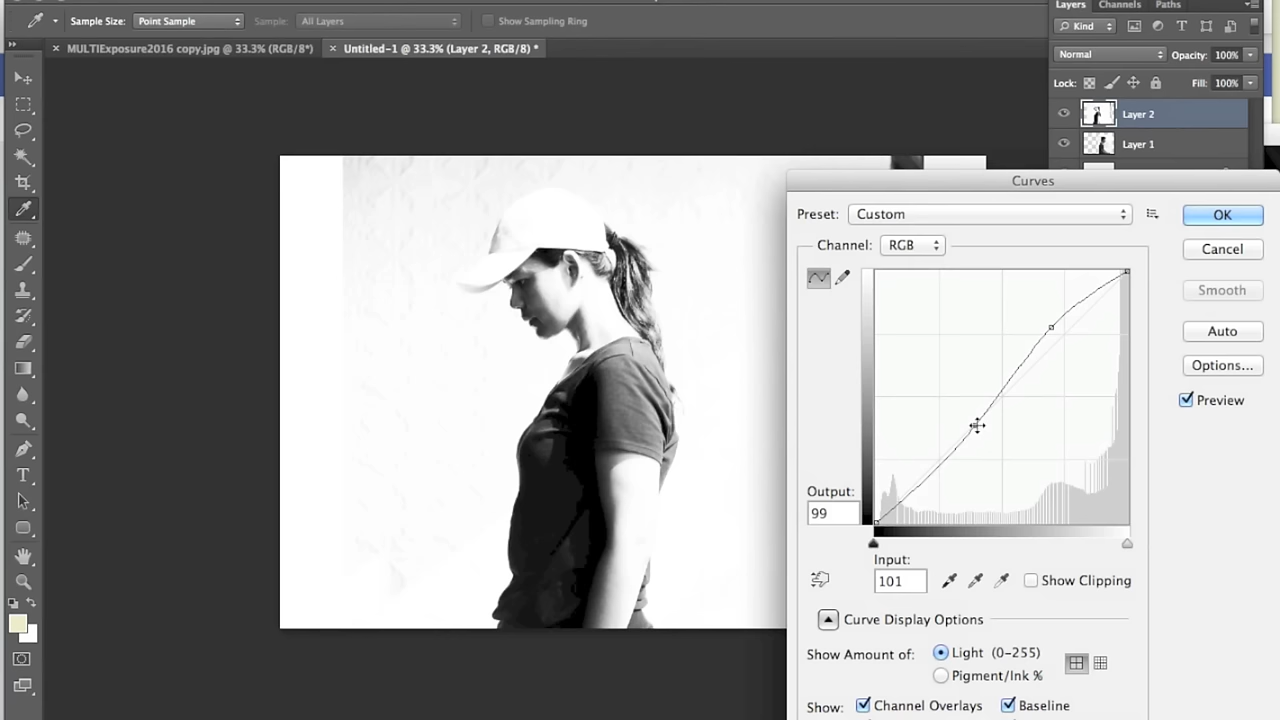 Sample Size: Point Sample Sample: All Layers Show Sampling Ring
Layers Channels Paths
Kind
× MULTIExposure2016 copy.jpg @ 33.3% (RGB/8*) × Untitled-1 @ 33.3% (Layer 2, RGB/8) *
Normal Opacity: 100%
Lock: Fill: 100%
Layer 2
Layer 1
Curves
Preset: Custom
OK
Channel: RGB
Cancel
Smooth
Auto
Options...
Preview
Output:
99
Input:
101
Show Clipping
Curve Display Options
Show Amount of: Light (0-255)
Pigment/Ink %
Show: Channel Overlays Baseline
T